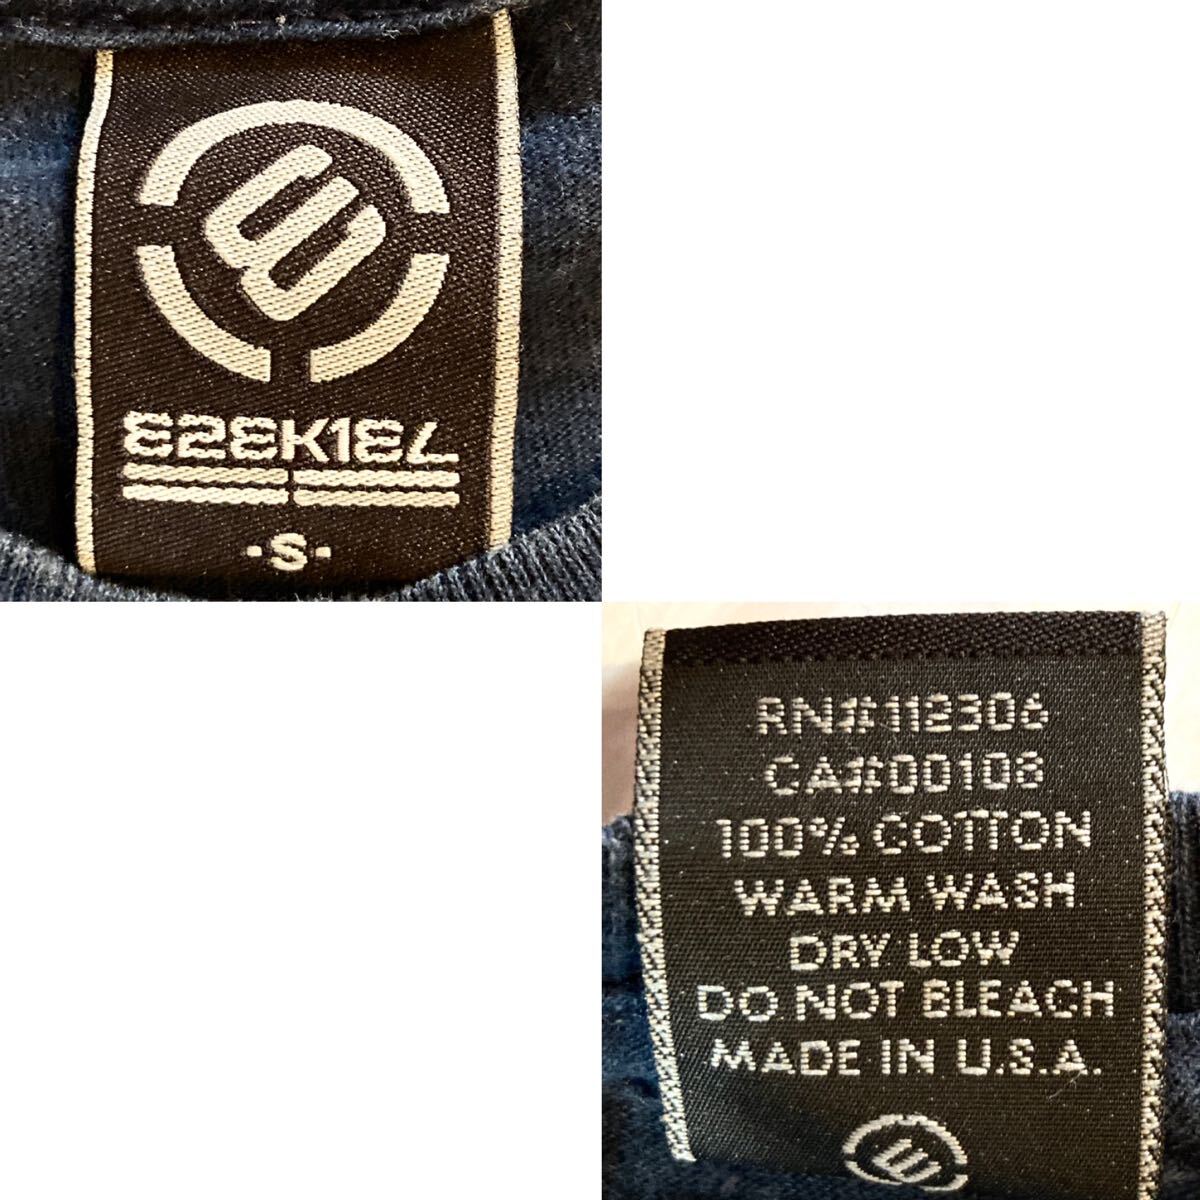 EZEKIEL
-S-
RN#112306
CA#00108
100% COTTON
WARM WASH
DRY LOW
DO NOT BLEACH
MADE IN U.S.A.